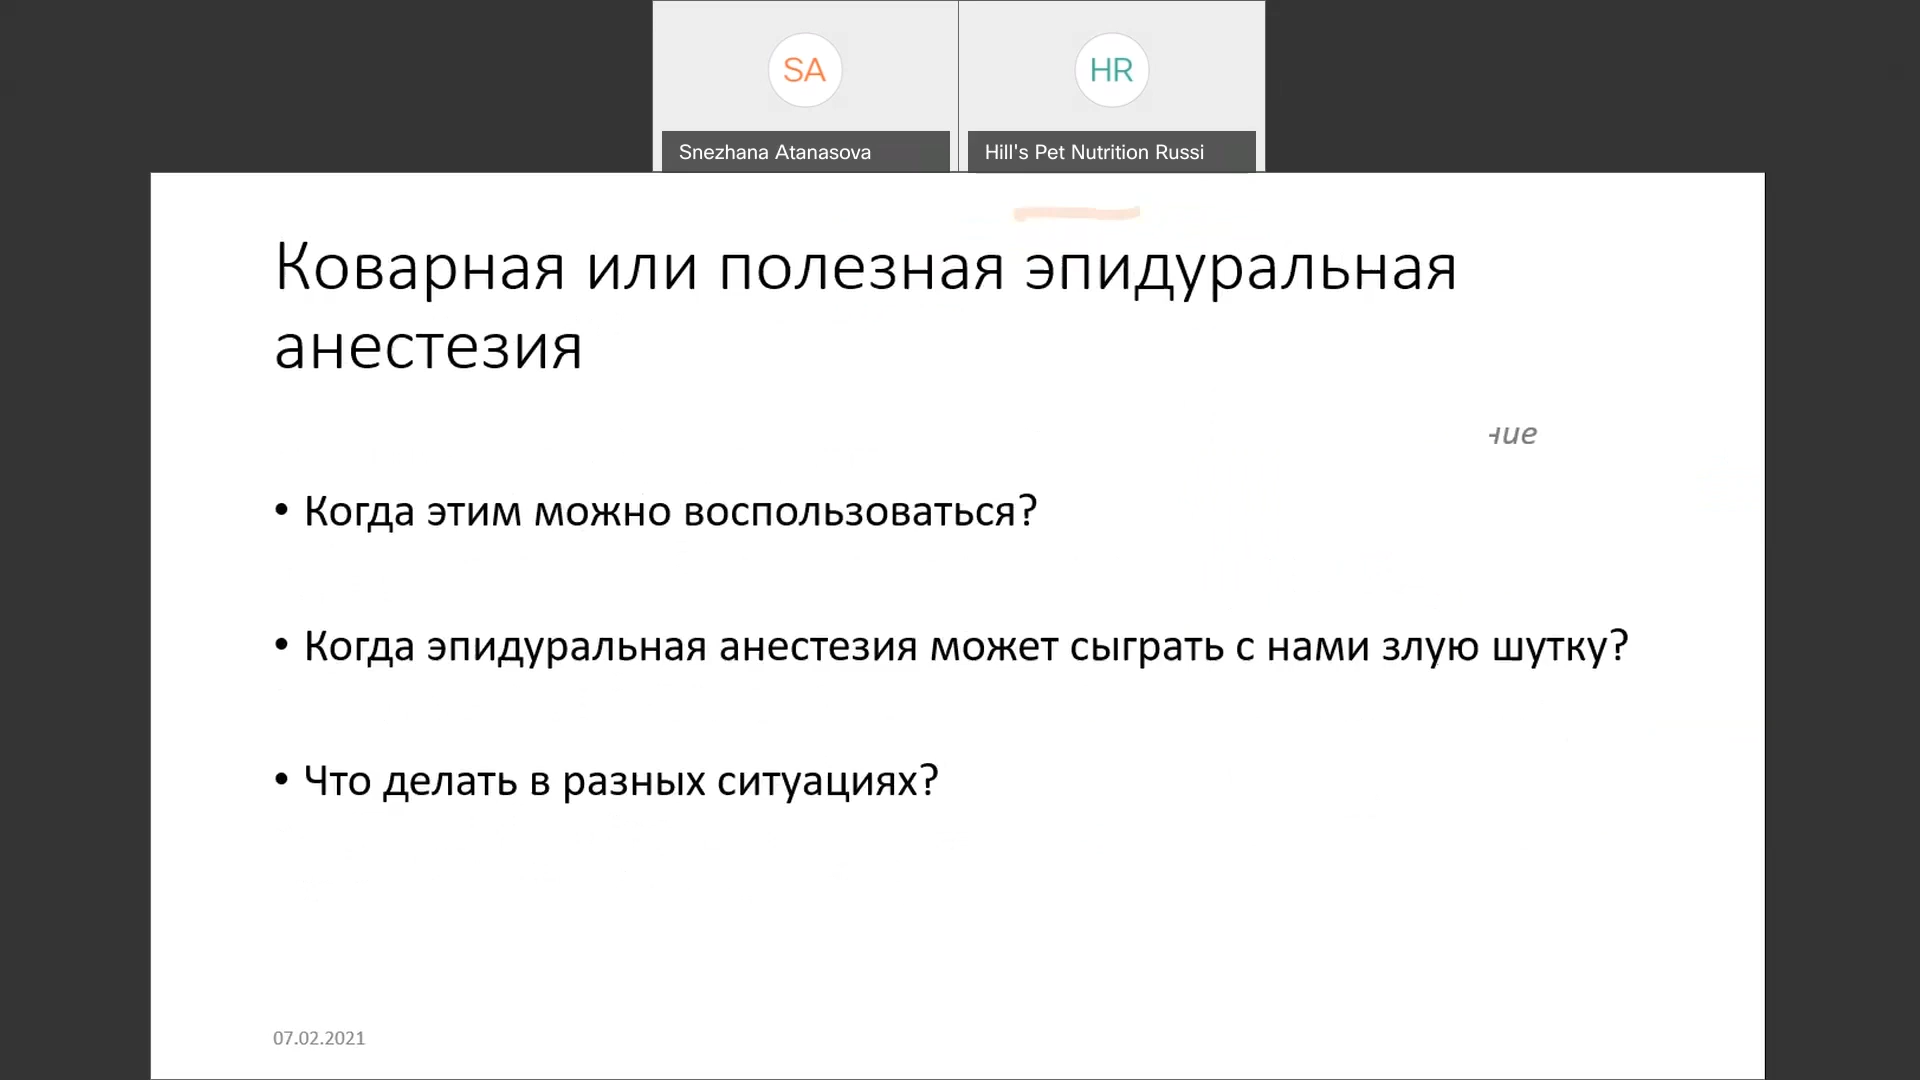 SA
HR
Snezhana Atanasova
Hill's Pet Nutrition Russi
Коварная или полезная эпидуральная
анестезия
ние
• Когда этим можно воспользоваться?
• Когда эпидуральная анестезия может сыграть с нами злую шутку?
• Что делать в разных ситуациях?
07.02.2021